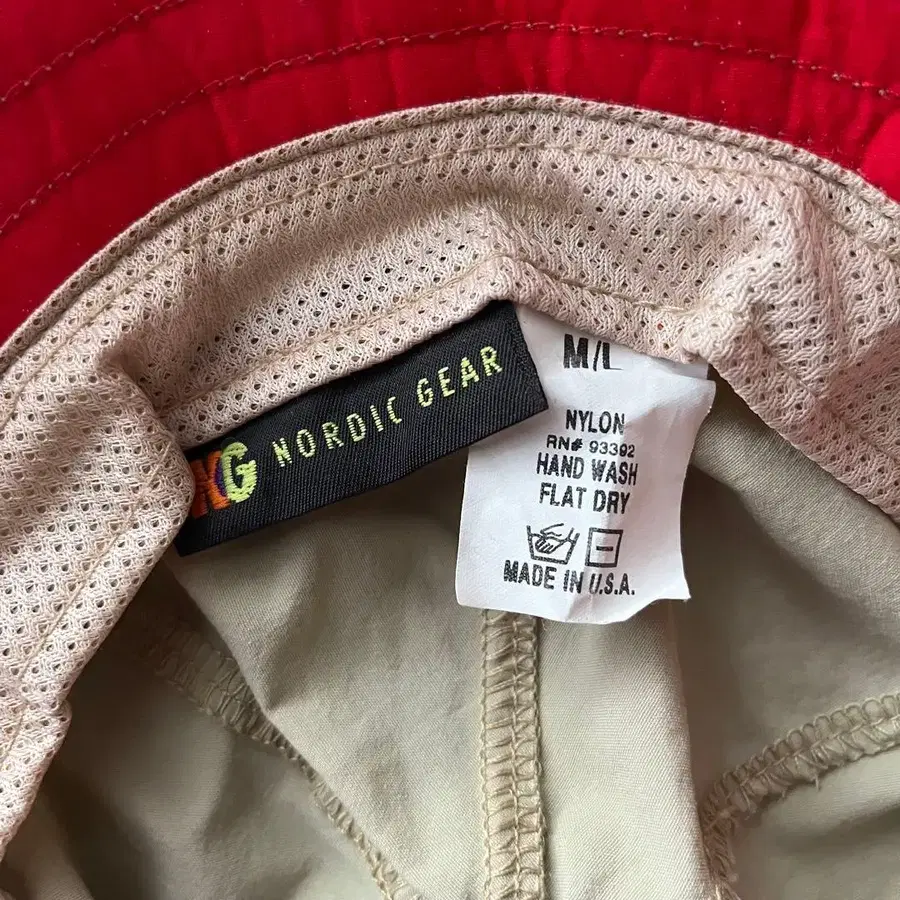 NG NORDIC GEAR
M/L
NYLON
RN# 93392
HAND WASH
FLAT DRY
MADE IN U.S.A.